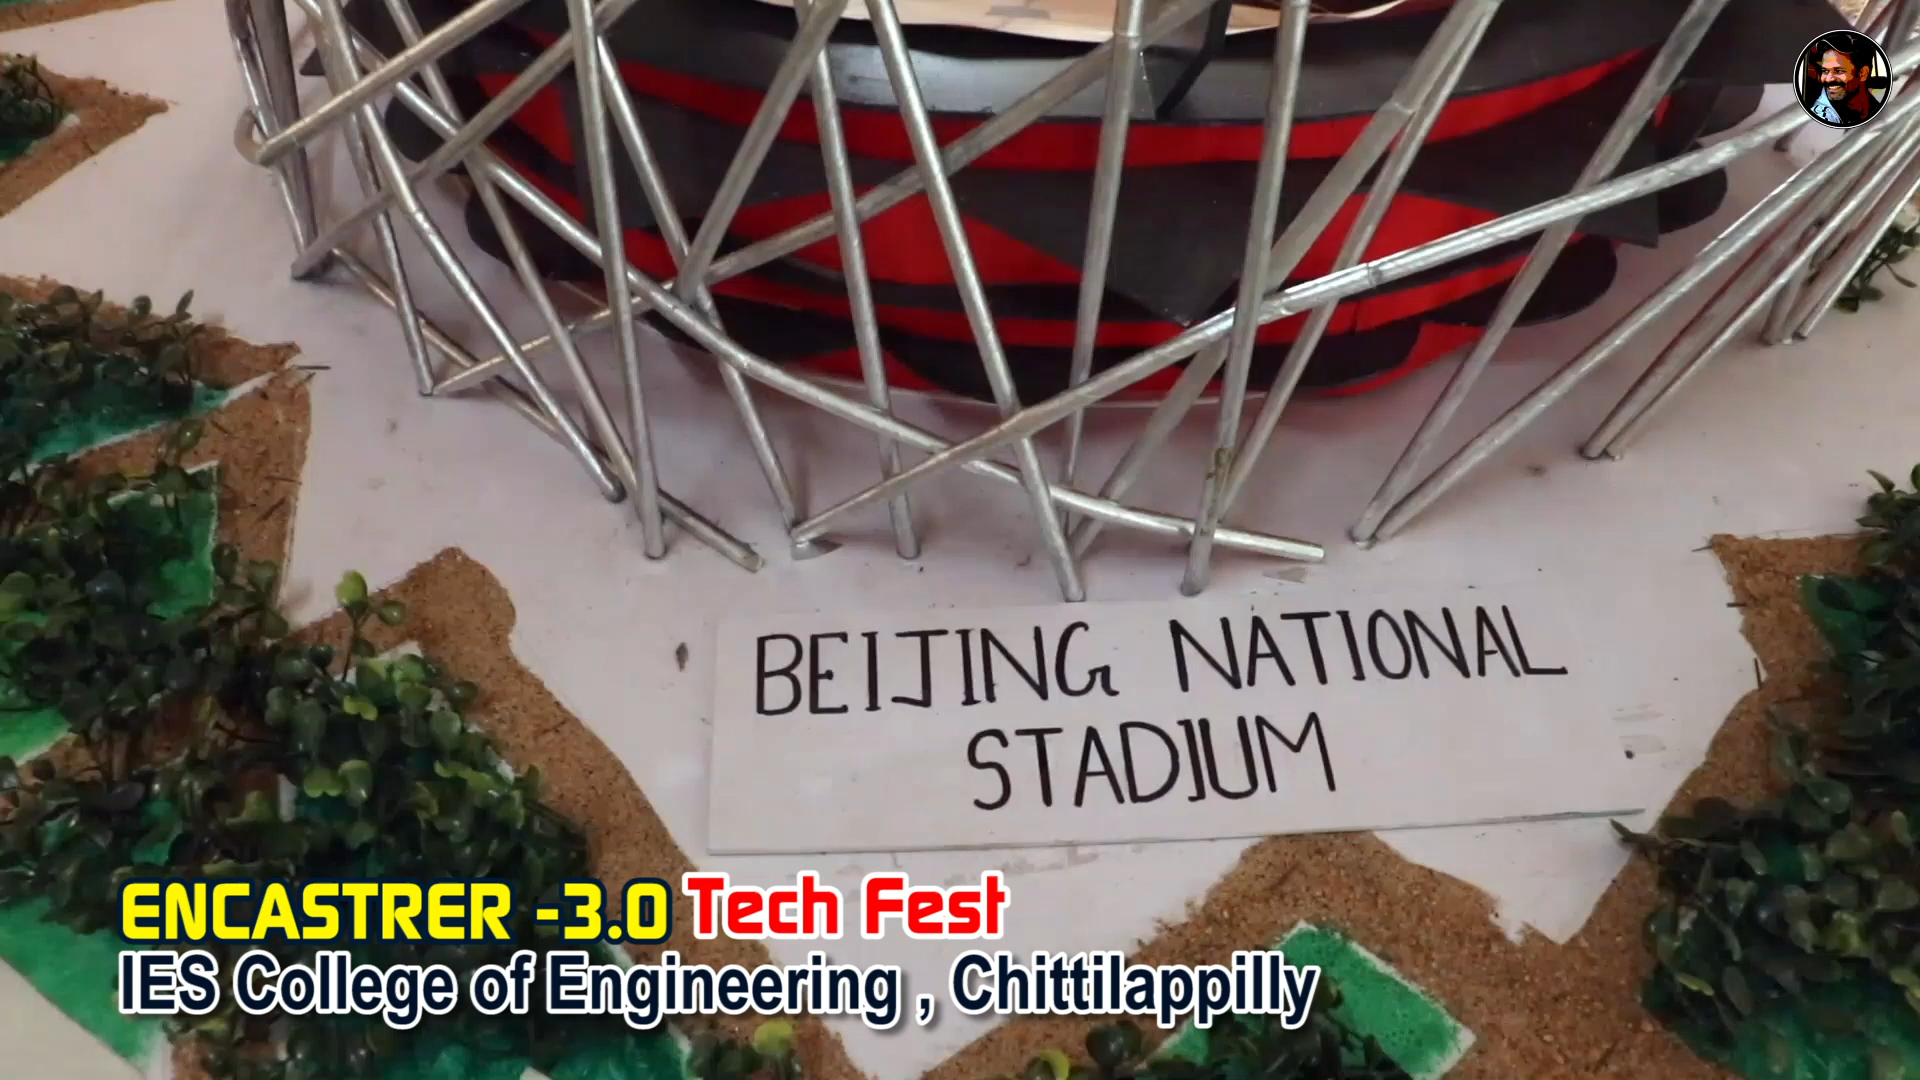 BEIJING NATIONAL
STADIUM
ENCASTRER -3.0 Tech Fest
IES College of Engineering , Chittilappilly